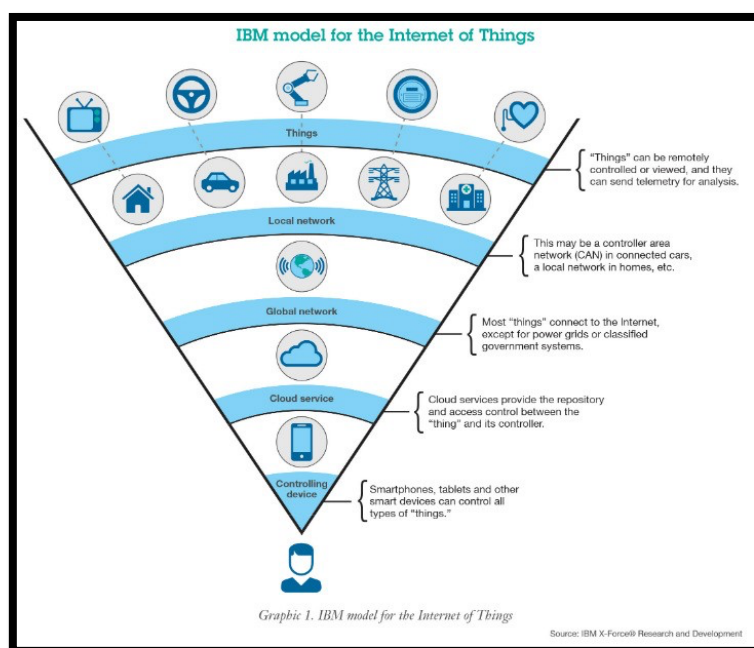 IBM model for the Internet of Things
Things
"Things" can be remotely
controlled or viewed, and they
can send telemetry for analysis.
Local network
This may be a controller area
network (CAN) in connected cars,
a local network in homes, etc.
Global network
Most "things" connect to the Internet,
except for power grids or classified
government systems.
Cloud service
Cloud services provide the repository
and access control between the
"thing" and its controller.
Controlling
device
Smartphones, tablets and other
smart devices can control all
types of "things."
Graphic 1. IBM model for the Internet of Things
Source: IBM X-Force® Research and Development